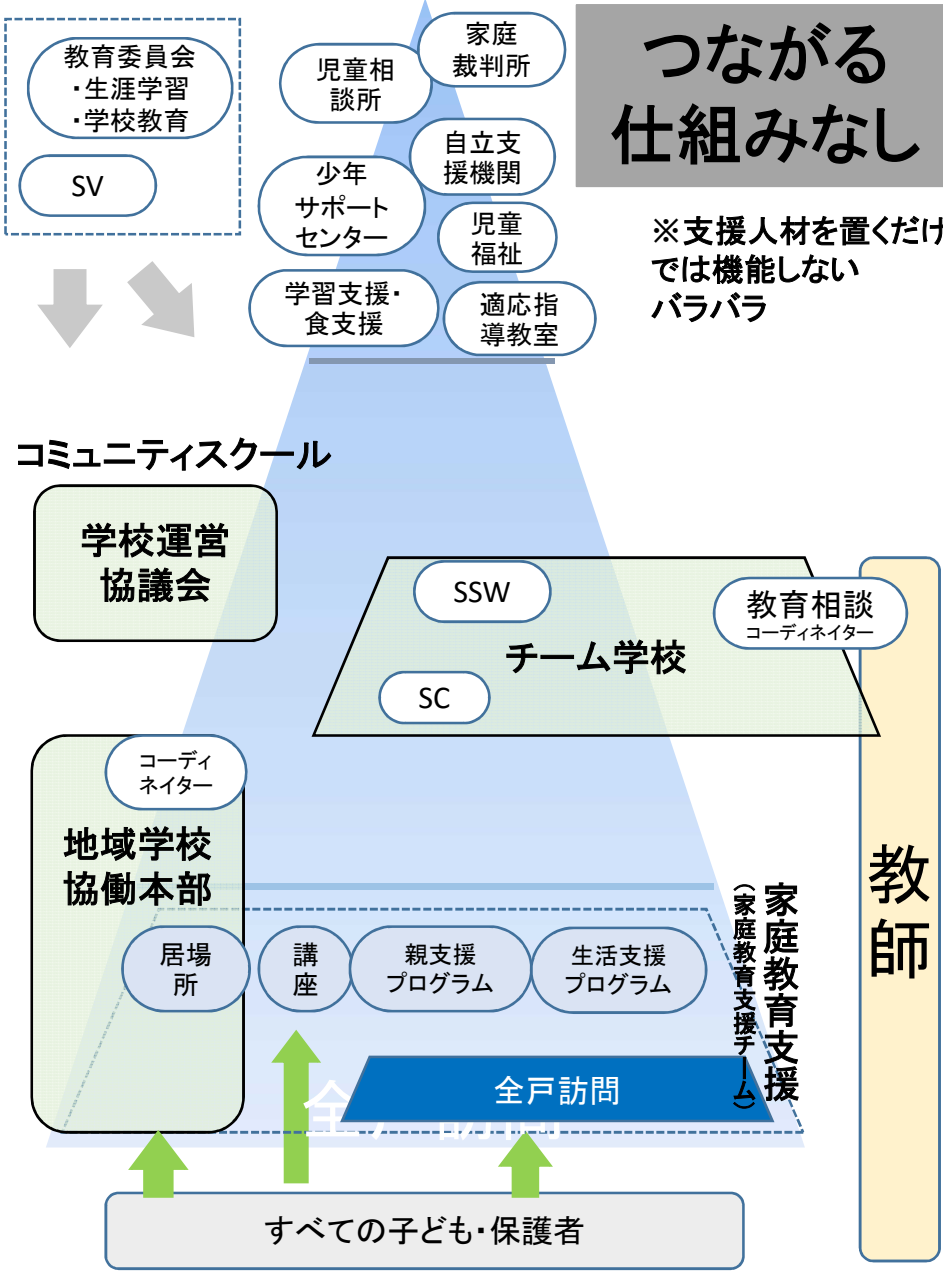 教育委員会
・生涯学習
・学校教育
SV
児童相
談所
家庭
裁判所
つながる
仕組みなし
自立支
援機関
少年
サポート
センター
児童
福祉
※支援人材を置くだけ
では機能しない
バラバラ
学習支援・
食支援
適応指
導教室
コミュニティスクール
学校運営
協議会
SSW
教育相談
コーディネイター
チーム学校
SC
コーディ
ネイター
地域学校
協働本部
教師
家庭教育支援
（家庭教育支援チーム）
居場
所
講
座
親支援
プログラム
生活支援
プログラム
全戸訪問
全戸訪問
すべての子ども・保護者